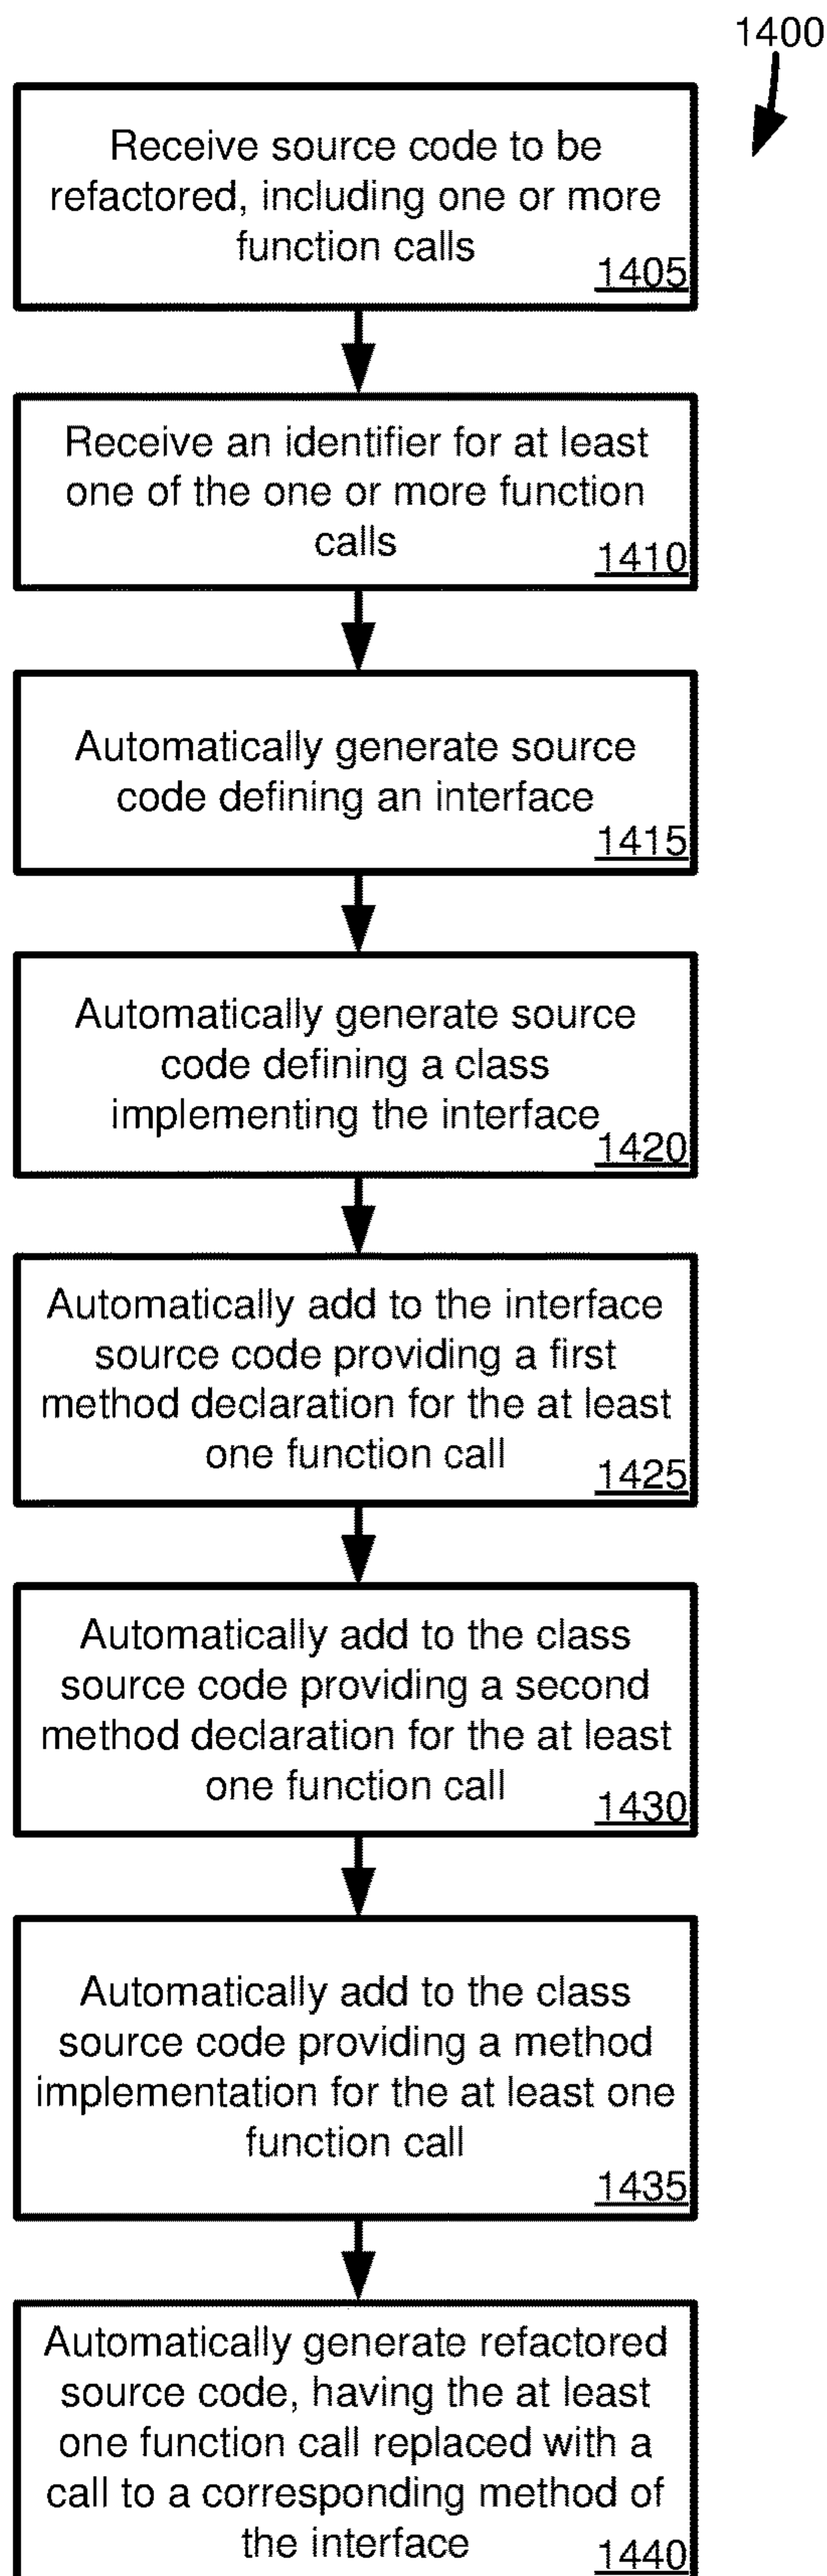 1400
Receive source code to be
refactored, including one or more
function calls
1405
Receive an identifier for at least
one of the one or more function
calls
1410
Automatically generate source
code defining an interface
1415
Automatically generate source
code defining a class
implementing the interface
1420
Automatically add to the interface
source code providing a first
method declaration for the at least
one function call
1425
Automatically add to the class
source code providing a second
method declaration for the at least
one function call
1430
Automatically add to the class
source code providing a method
implementation for the at least one
function call
1435
Automatically generate refactored
source code, having the at least
one function call replaced with a
call to a corresponding method of
the interface
1440